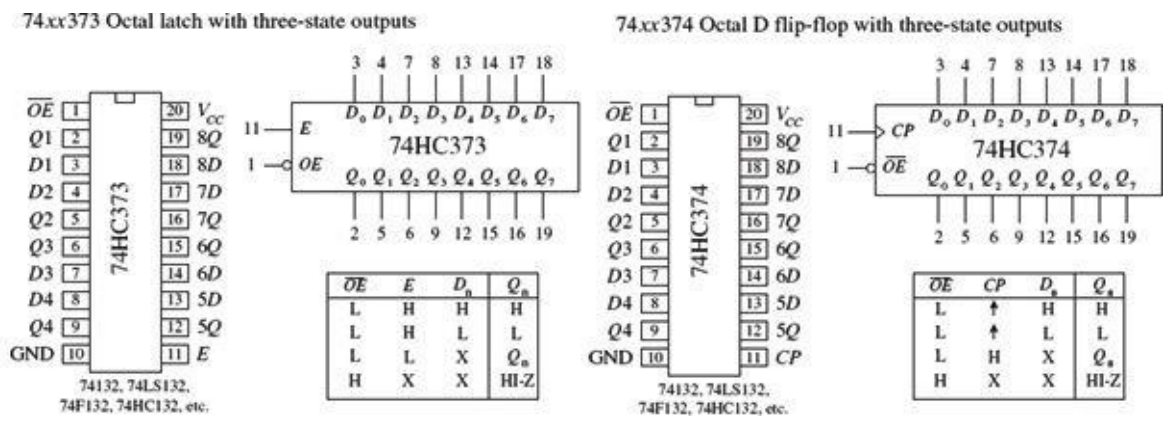 74xx373 Octal latch with three-state outputs
3 4 7 8 13 14 17 18
D₀ D₁ D₂ D₃ D₄ D₅ D₆ D₇
11 E
74HC373
1 OE
Q₀ Q₁ Q₂ Q₃ Q₄ Q₅ Q₆ Q₇
2 5 6 9 12 15 16 19
O̅E̅ 1 20 V_CC
Q1 2 19 8Q
D1 3 18 8D
D2 4 17 7D
Q2 5 16 7Q
Q3 6 15 6Q
D3 7 14 6D
D4 8 13 5D
Q4 9 12 5Q
GND 10 11 E
74HC373
74132, 74LS132,
74F132, 74HC132, etc.
O̅E̅ E Dₙ Qₙ
L H H H
L H L L
L L X Qₙ
H X X HI-Z
74xx374 Octal D flip-flop with three-state outputs
3 4 7 8 13 14 17 18
D₀ D₁ D₂ D₃ D₄ D₅ D₆ D₇
11 CP
74HC374
1 O̅E̅
Q₀ Q₁ Q₂ Q₃ Q₄ Q₅ Q₆ Q₇
2 5 6 9 12 15 16 19
O̅E̅ 1 20 V_CC
Q1 2 19 8Q
D1 3 18 8D
D2 4 17 7D
Q2 5 16 7Q
Q3 6 15 6Q
D3 7 14 6D
D4 8 13 5D
Q4 9 12 5Q
GND 10 11 CP
74HC374
74132, 74LS132,
74F132, 74HC132, etc.
O̅E̅ CP Dₙ Qₙ
L ↑ H H
L ↑ L L
L H X Qₙ
H X X HI-Z